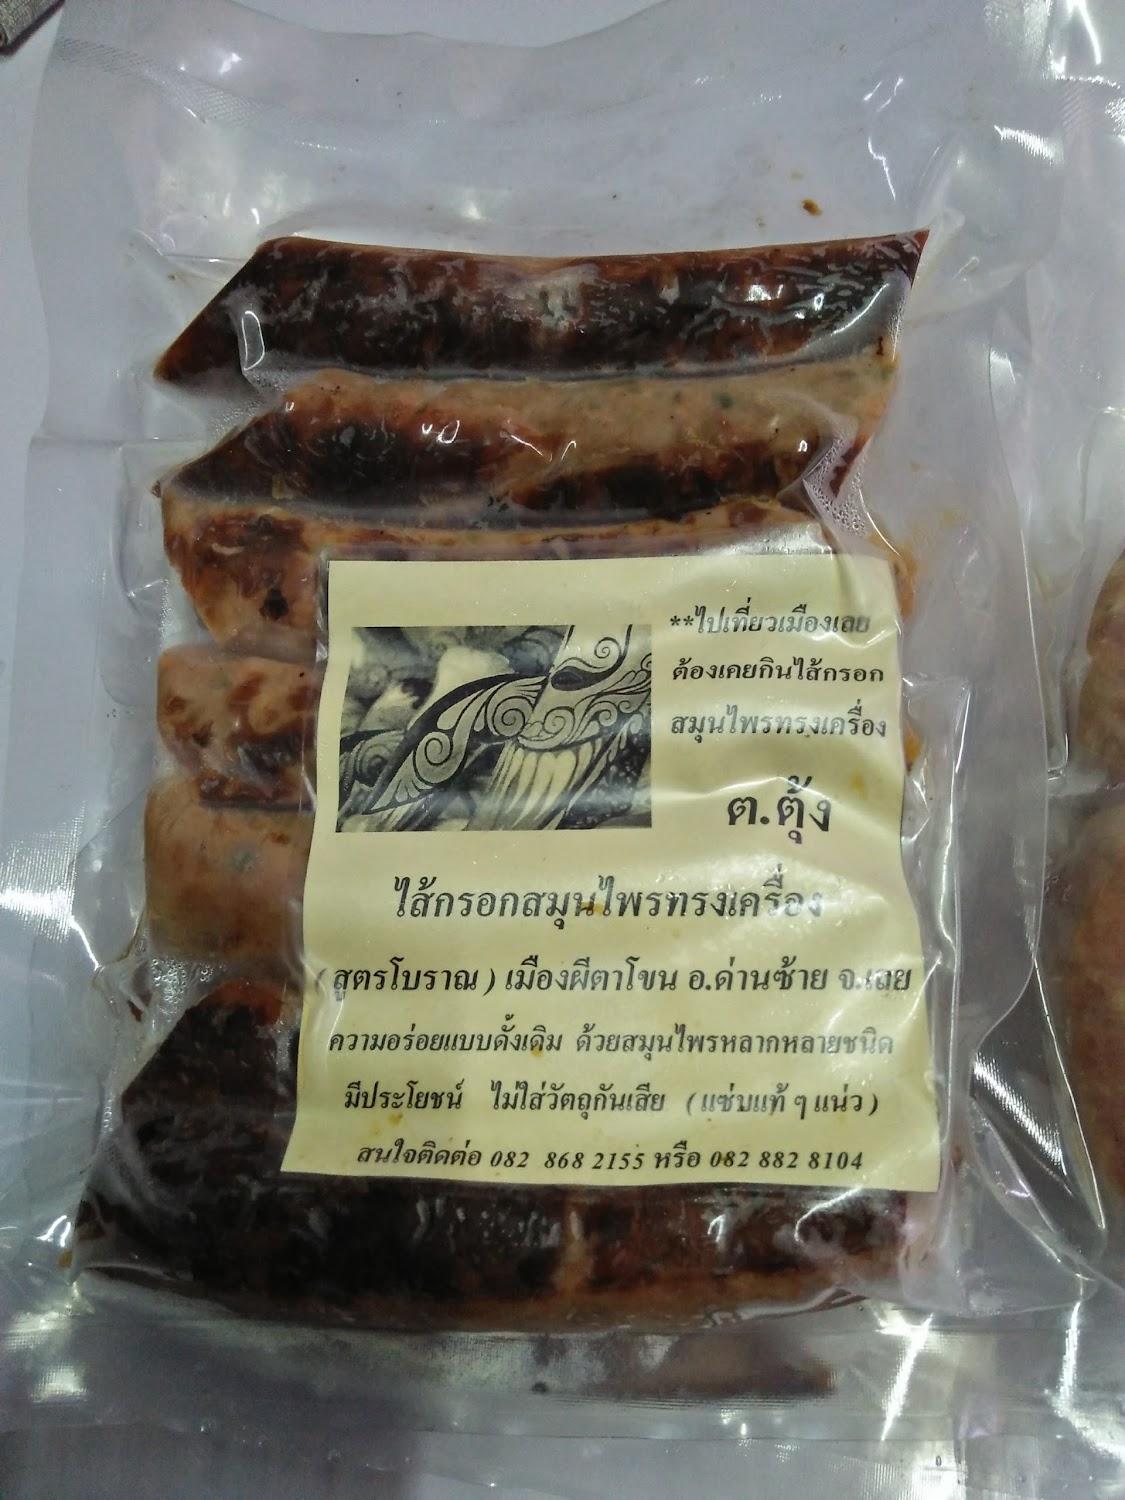 **ไปเที่ยวเมืองเลย
ต้องเคยกินไส้กรอก
สมุนไพรทรงเครื่อง
ต.ตุ้ง
ไส้กรอกสมุนไพรทรงเครื่อง
(สูตรโบราณ) เมืองผีตาโขน อ.ด่านซ้าย จ.เลย
ความอร่อยแบบดั้งเดิม ด้วยสมุนไพรหลากหลายชนิด
มีประโยชน์ ไม่ใส่วัตถุกันเสีย (แซ่บแท้ ๆ แน่ว)
สนใจติดต่อ 082 868 2155 หรือ 082 882 8104